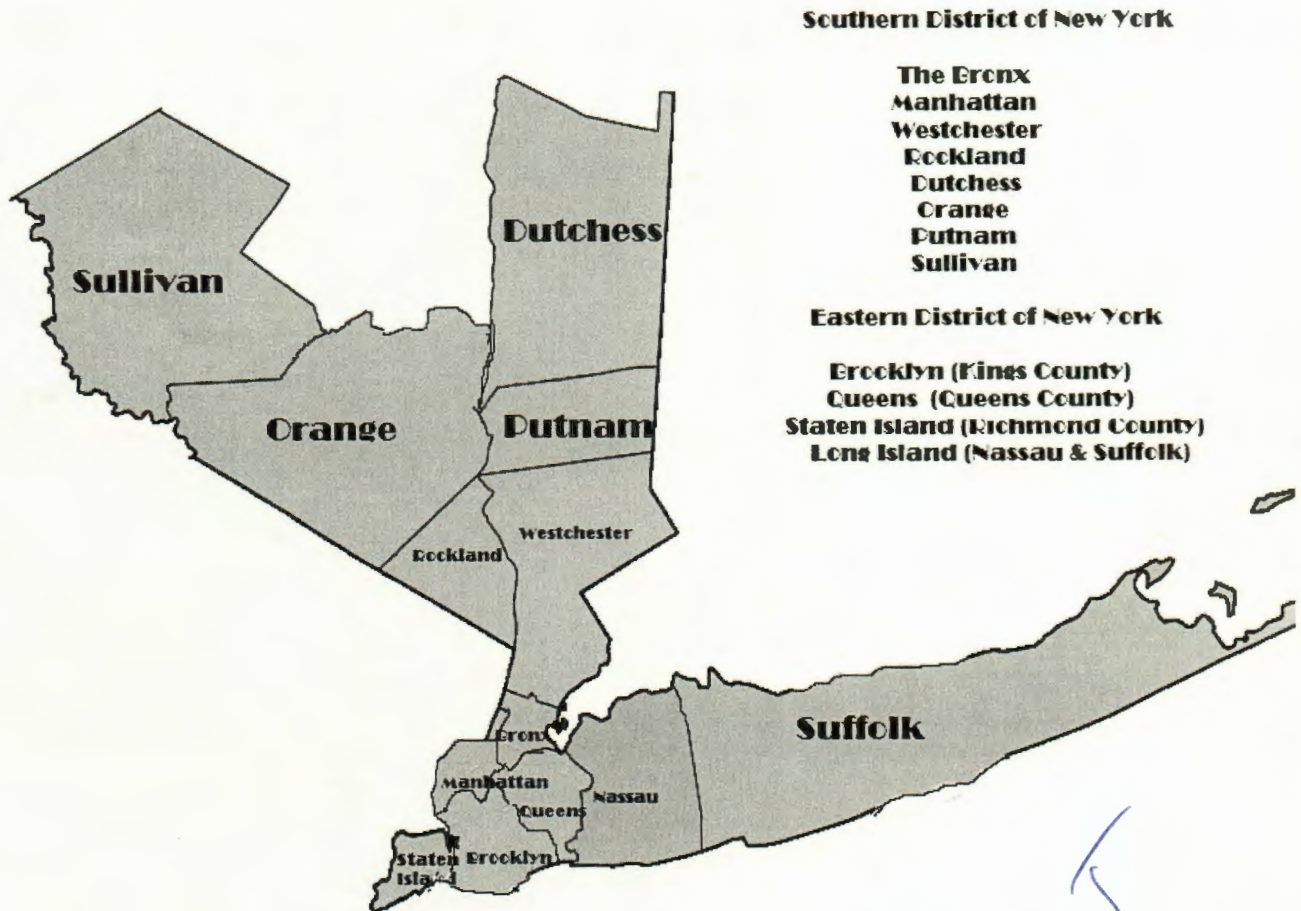 Southern District of New York
The Bronx
Manhattan
Westchester
Rockland
Dutchess
Orange
Putnam
Sullivan
Eastern District of New York
Brooklyn (Kings County)
Queens (Queens County)
Staten Island (Richmond County)
Long Island (Nassau & Suffolk)
Dutchess
Sullivan
Orange
Putnam
Westchester
Rockland
Suffolk
Bronx
Manhattan
Nassau
Queens
Staten
Island
Brooklyn